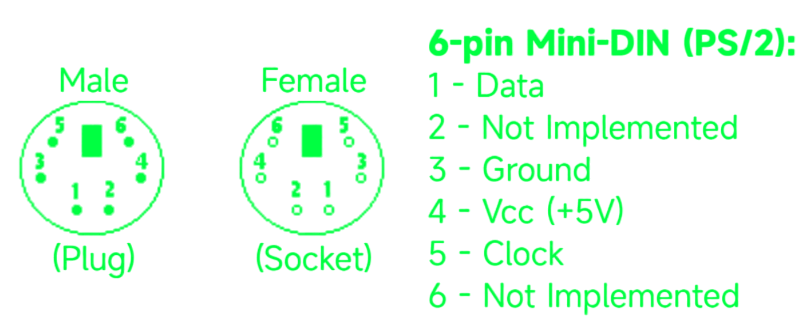 6-pin Mini-DIN (PS/2):
Male
5 6
3 4
1 2
(Plug)
Female
6 5
4 3
2 1
(Socket)
1 - Data
2 - Not Implemented
3 - Ground
4 - Vcc (+5V)
5 - Clock
6 - Not Implemented